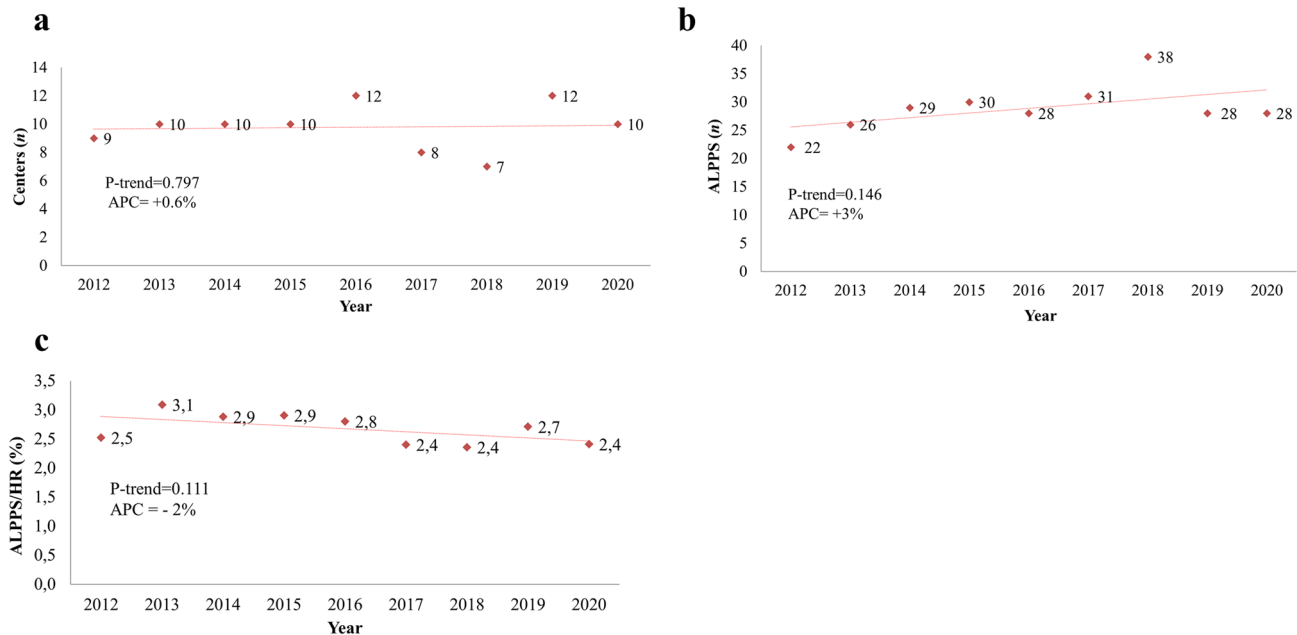 a
14
12
10
8
6
4
2
0
Centers (n)
9
10
10
10
12
8
7
12
10
P-trend=0.797
APC= +0.6%
2012 2013 2014 2015 2016 2017 2018 2019 2020
Year
b
40
35
30
25
20
15
10
5
0
ALPPS (n)
22
26
29
30
28
31
38
28
28
P-trend=0.146
APC= +3%
2012 2013 2014 2015 2016 2017 2018 2019 2020
Year
c
3,5
3,0
2,5
2,0
1,5
1,0
0,5
0,0
ALPPS/HR (%)
2,5
3,1
2,9
2,9
2,8
2,4
2,4
2,7
2,4
P-trend=0.111
APC = - 2%
2012 2013 2014 2015 2016 2017 2018 2019 2020
Year